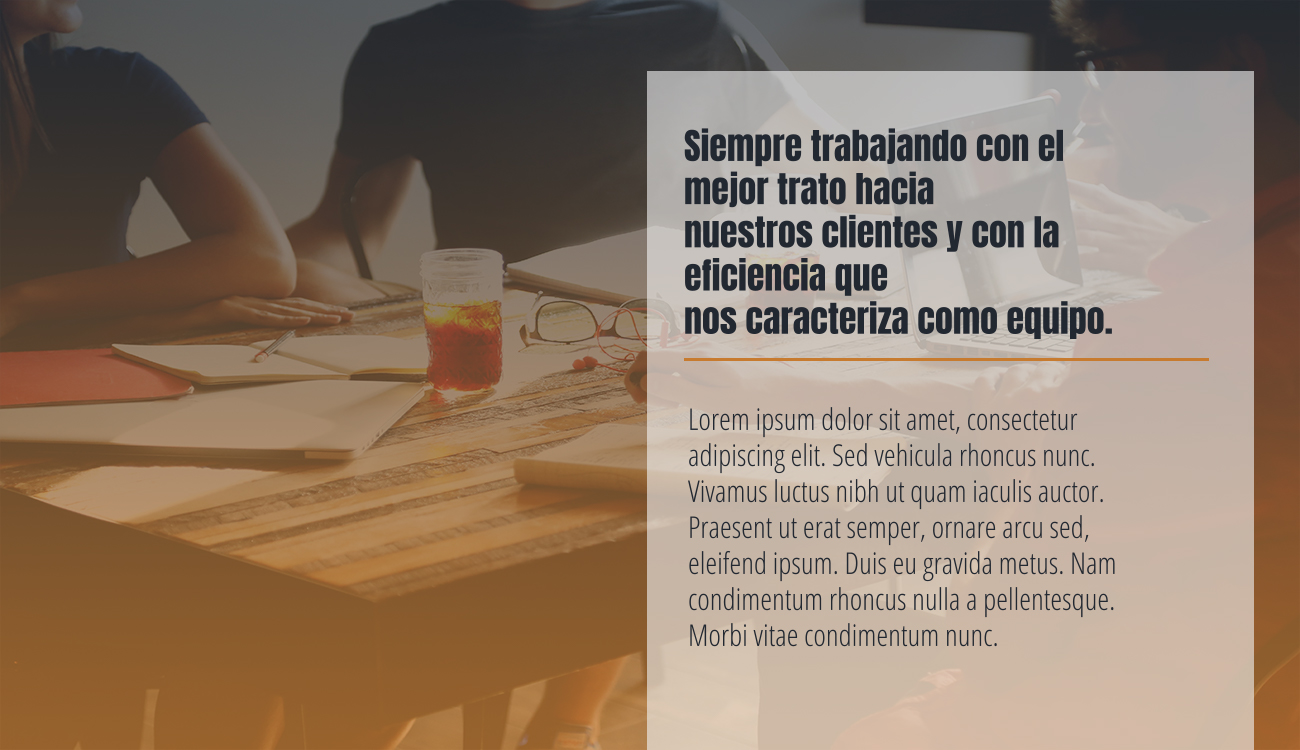 Siempre trabajando con el
mejor trato hacia
nuestros clientes y con la
eficiencia que
nos caracteriza como equipo.
Lorem ipsum dolor sit amet, consectetur
adipiscing elit. Sed vehicula rhoncus nunc.
Vivamus luctus nibh ut quam iaculis auctor.
Praesent ut erat semper, ornare arcu sed,
eleifend ipsum. Duis eu gravida metus. Nam
condimentum rhoncus nulla a pellentesque.
Morbi vitae condimentum nunc.